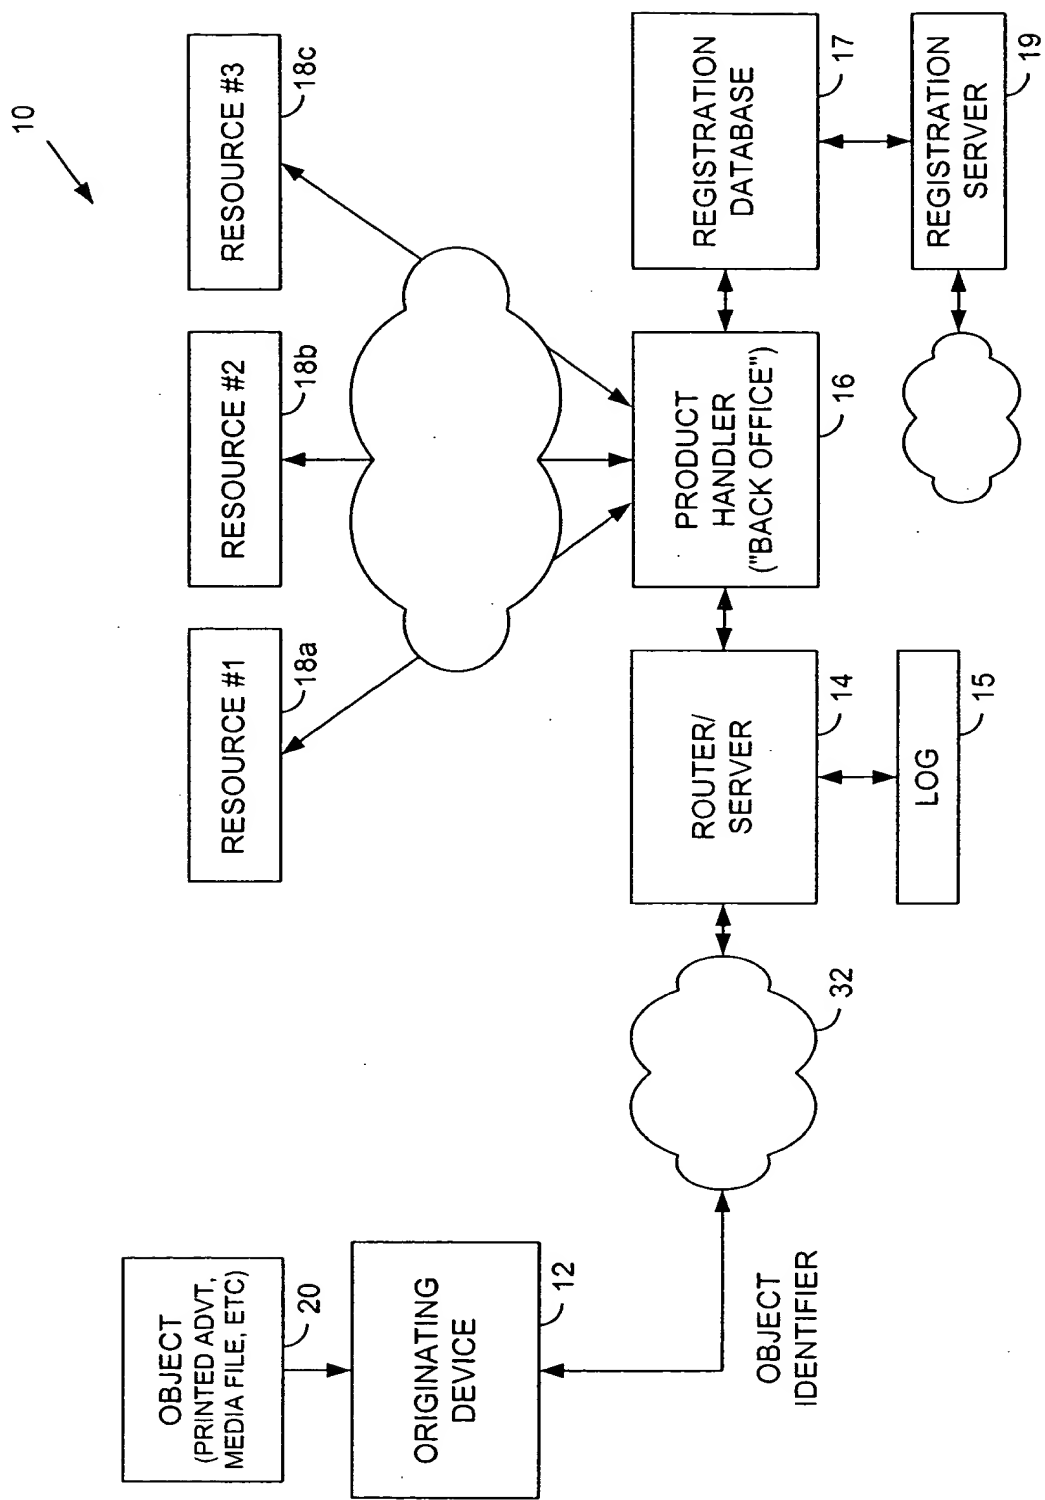 10
RESOURCE #1
18a
RESOURCE #2
18b
RESOURCE #3
18c
OBJECT
(PRINTED ADVT,
MEDIA FILE, ETC)
20
ORIGINATING
DEVICE
12
OBJECT
IDENTIFIER
32
ROUTER/
SERVER
14
LOG
15
PRODUCT
HANDLER
("BACK OFFICE")
16
REGISTRATION
DATABASE
17
REGISTRATION
SERVER
19